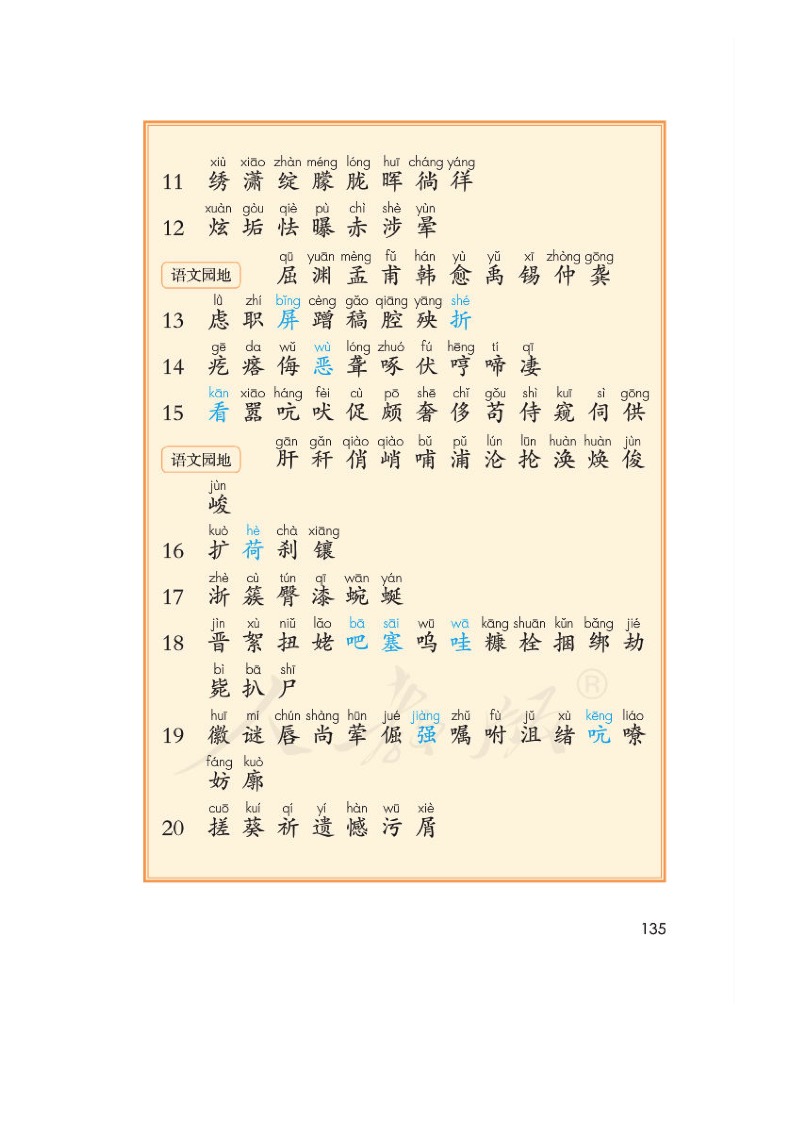 xiù xiāo zhàn méng lóng huī cháng yáng
11 绣 潇 绽 朦 胧 晖 徜 徉
xuàn gòu qiè pù chì shè yùn
12 炫 垢 怯 曝 赤 涉 晕
qū yuān mèng fǔ hán yù yǔ xī zhòng gōng
语文园地 屈 渊 孟 甫 韩 愈 禹 锡 仲 龚
lǜ zhí bǐng cèng gǎo qiāng yāng shé
13 虑 职 屏 蹭 稿 腔 殃 折
gē da wǔ wù lóng zhuó fú hēng tí qī
14 疙 瘩 侮 恶 聋 啄 伏 哼 啼 凄
kān xiāo háng fèi cù pō shē chǐ gǒu shì kuī sì gōng
15 看 嚣 吭 吠 促 颇 奢 侈 苟 侍 窥 伺 供
gān gǎn qiào qiào bǔ pǔ lún lūn huàn huàn jùn
语文园地 肝 秆 俏 峭 哺 浦 沦 抡 涣 焕 俊
jùn
峻
kuò hè chà xiāng
16 扩 荷 刹 镶
zhè cù tún qī wān yán
17 浙 簇 臀 漆 蜿 蜒
jìn xù niǔ lǎo bā sāi wū wā kāng shuān kǔn bǎng jié
18 晋 絮 扭 姥 吧 塞 呜 哇 糠 栓 捆 绑 劫
bì bā shī
毙 扒 尸
huī mí chún shàng hūn jué jiàng zhǔ fù jǔ xù kēng liáo
19 徽 谜 唇 尚 荤 倔 强 嘱 咐 沮 绪 吭 嘹
fáng kuò
妨 廓
cuō kuí qí yí hàn wū xiè
20 搓 葵 祈 遗 憾 污 屑
人教版®
135